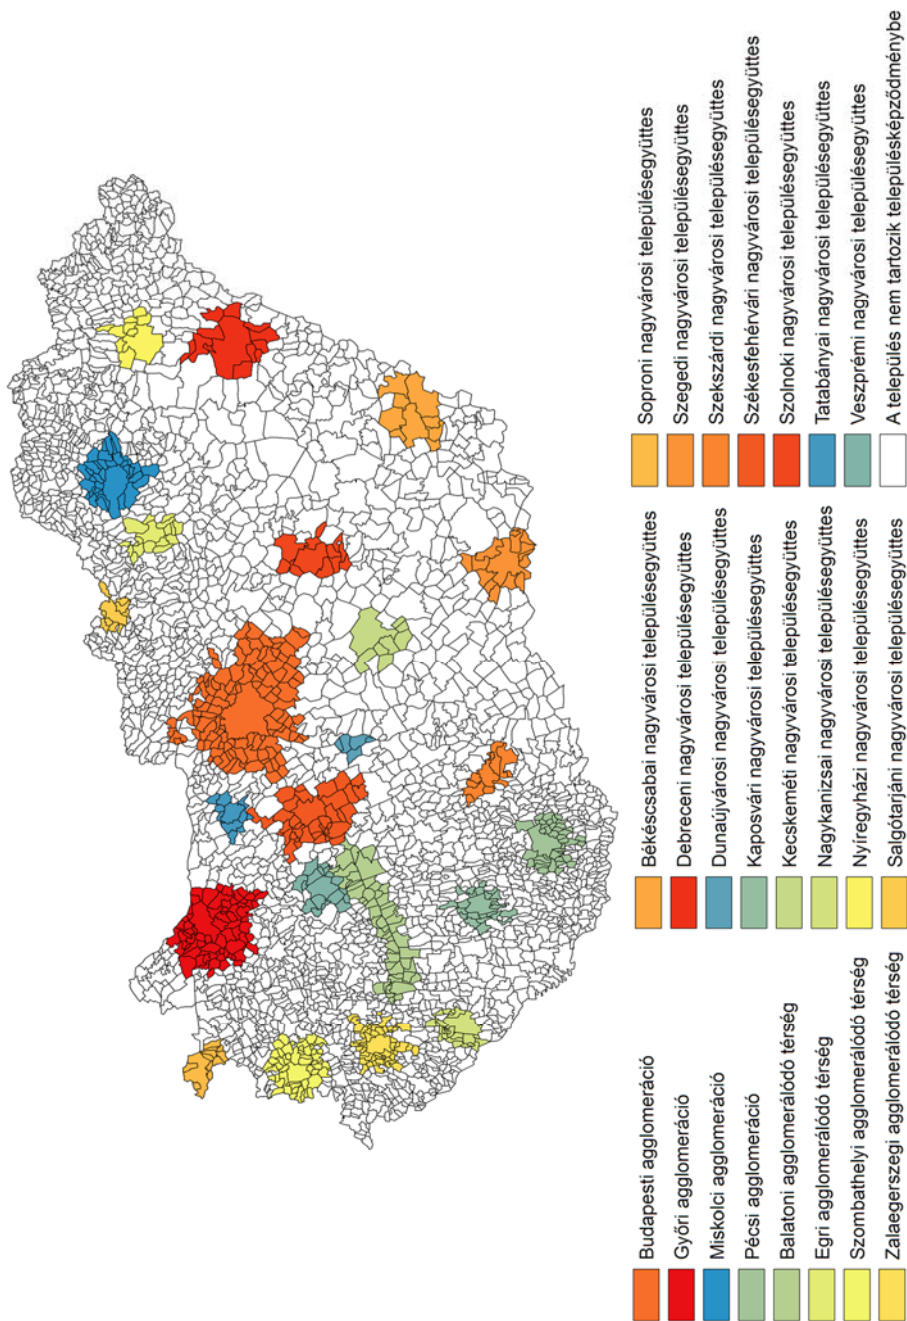 Budapesti agglomeráció
Győri agglomeráció
Miskolci agglomeráció
Pécsi agglomeráció
Balatoni agglomerálódó térség
Egri agglomerálódó térség
Szombathelyi agglomerálódó térség
Zalaegerszegi agglomerálódó térség
Békéscsabai nagyvárosi településegyüttes
Debreceni nagyvárosi településegyüttes
Dunaújvárosi nagyvárosi településegyüttes
Kaposvári nagyvárosi településegyüttes
Kecskeméti nagyvárosi településegyüttes
Nagykanizsai nagyvárosi településegyüttes
Nyíregyházi nagyvárosi településegyüttes
Salgótarjáni nagyvárosi településegyüttes
Soproni nagyvárosi településegyüttes
Szegedi nagyvárosi településegyüttes
Szekszárdi nagyvárosi településegyüttes
Székesfehérvári nagyvárosi településegyüttes
Szolnoki nagyvárosi településegyüttes
Tatabányai nagyvárosi településegyüttes
Veszprémi nagyvárosi településegyüttes
A település nem tartozik településképződménybe